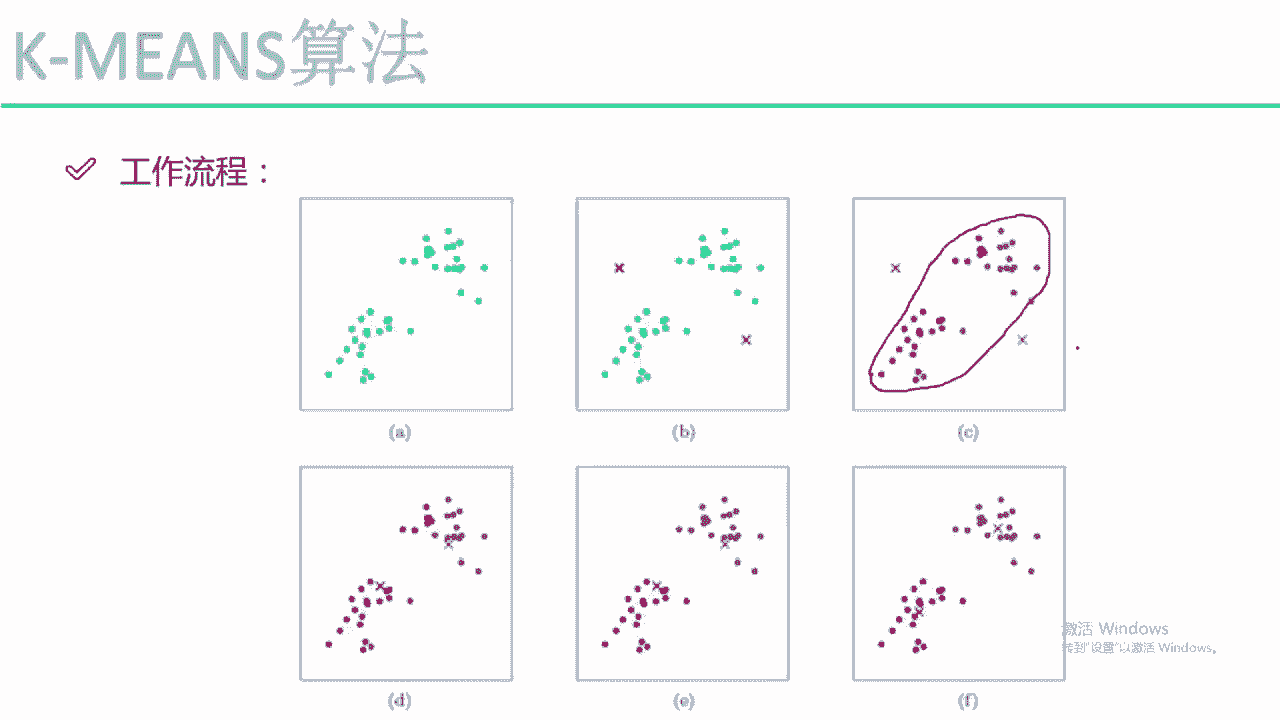 K-MEANS算法
工作流程：
(a)
(b)
(c)
(d)
(e)
(f)
激活 Windows
转到"设置"以激活 Windows。